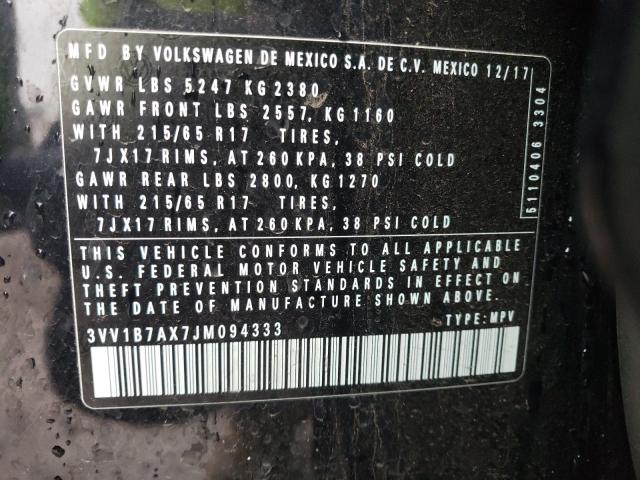 MFD BY VOLKSWAGEN DE MEXICO S.A. DE C.V. MEXICO 12/17
GVWR LBS 5247 KG 2380
GAWR FRONT LBS 2557, KG 1160
WITH 215/65 R17 TIRES,
7JX17 RIMS, AT 260 KPA, 38 PSI COLD
GAWR REAR LBS 2800, KG 1270
WITH 215/65 R17 TIRES,
7JX17 RIMS, AT 260 KPA, 38 PSI COLD
5110406 3304
THIS VEHICLE CONFORMS TO ALL APPLICABLE
U.S. FEDERAL MOTOR VEHICLE SAFETY AND
THEFT PREVENTION STANDARDS IN EFFECT ON
THE DATE OF MANUFACTURE SHOWN ABOVE.
3VV1B7AX7JM094333 TYPE: MPV